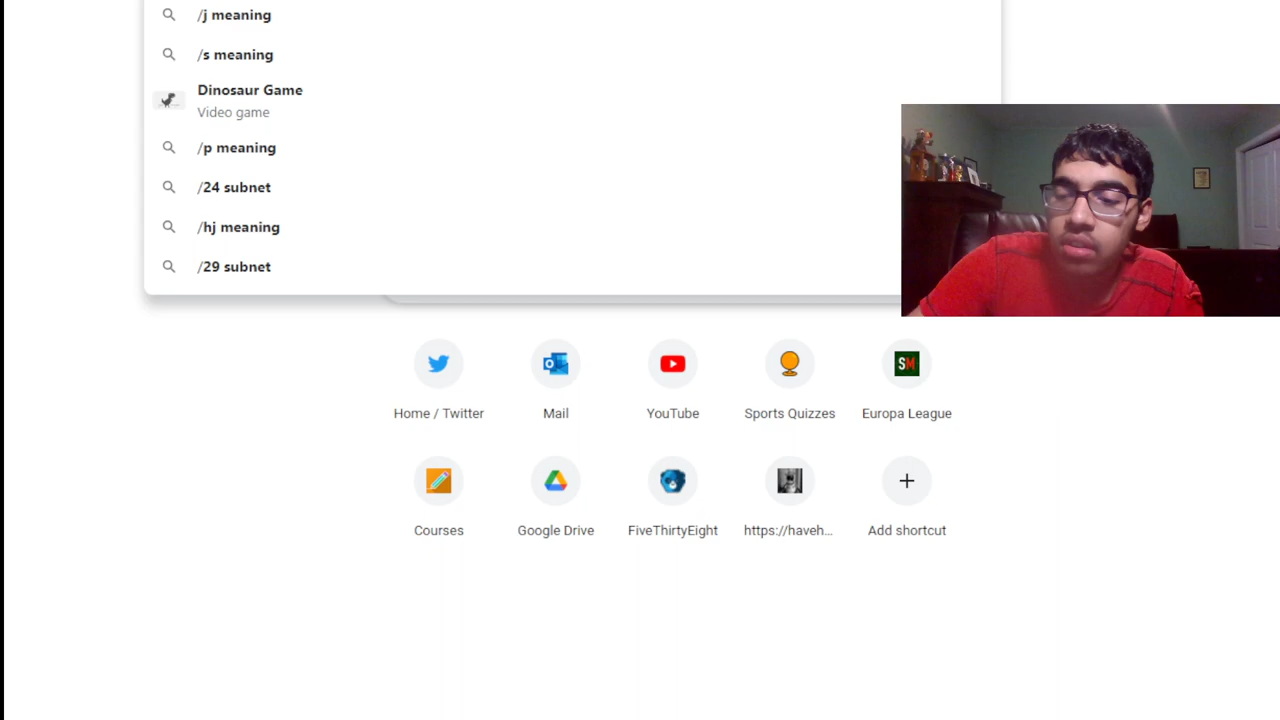 /j meaning
/s meaning
Dinosaur Game
Video game
/p meaning
/24 subnet
/hj meaning
/29 subnet
SM
Home / Twitter
Mail
YouTube
Sports Quizzes
Europa League
Courses
Google Drive
FiveThirtyEight
https://haveh...
Add shortcut